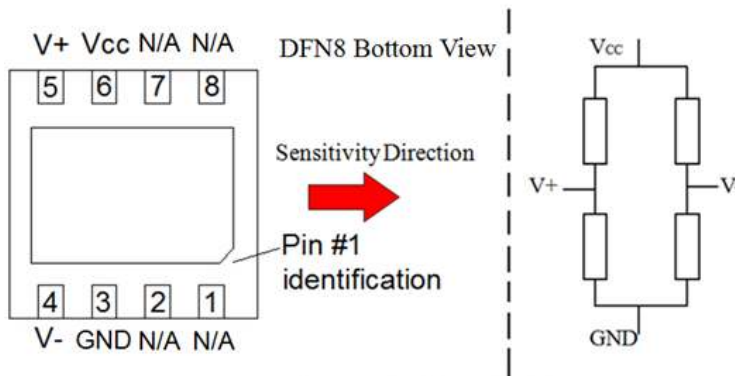 V+ Vcc N/A N/A
5 6 7 8
DFN8 Bottom View
Sensitivity Direction
Pin #1
identification
4 3 2 1
V- GND N/A N/A
Vcc
V+ V
GND